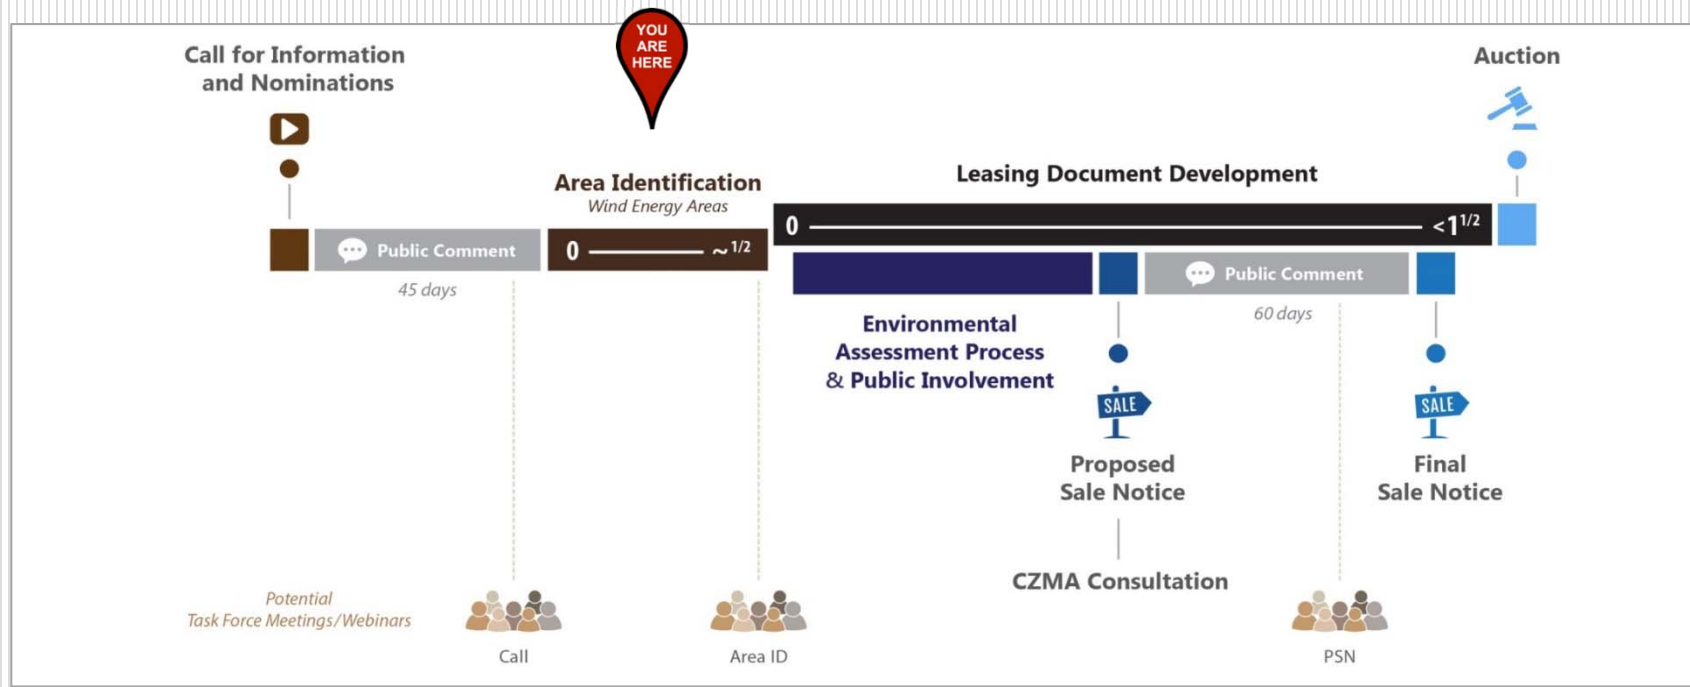 YOU
ARE
HERE
Call for Information
and Nominations
Auction
Area Identification
Wind Energy Areas
Leasing Document Development
0
<1 1/2
Public Comment
0
~ 1/2
45 days
Public Comment
60 days
Environmental
Assessment Process
& Public Involvement
SALE
SALE
Proposed
Sale Notice
Final
Sale Notice
CZMA Consultation
Potential
Task Force Meetings/Webinars
Call
Area ID
PSN